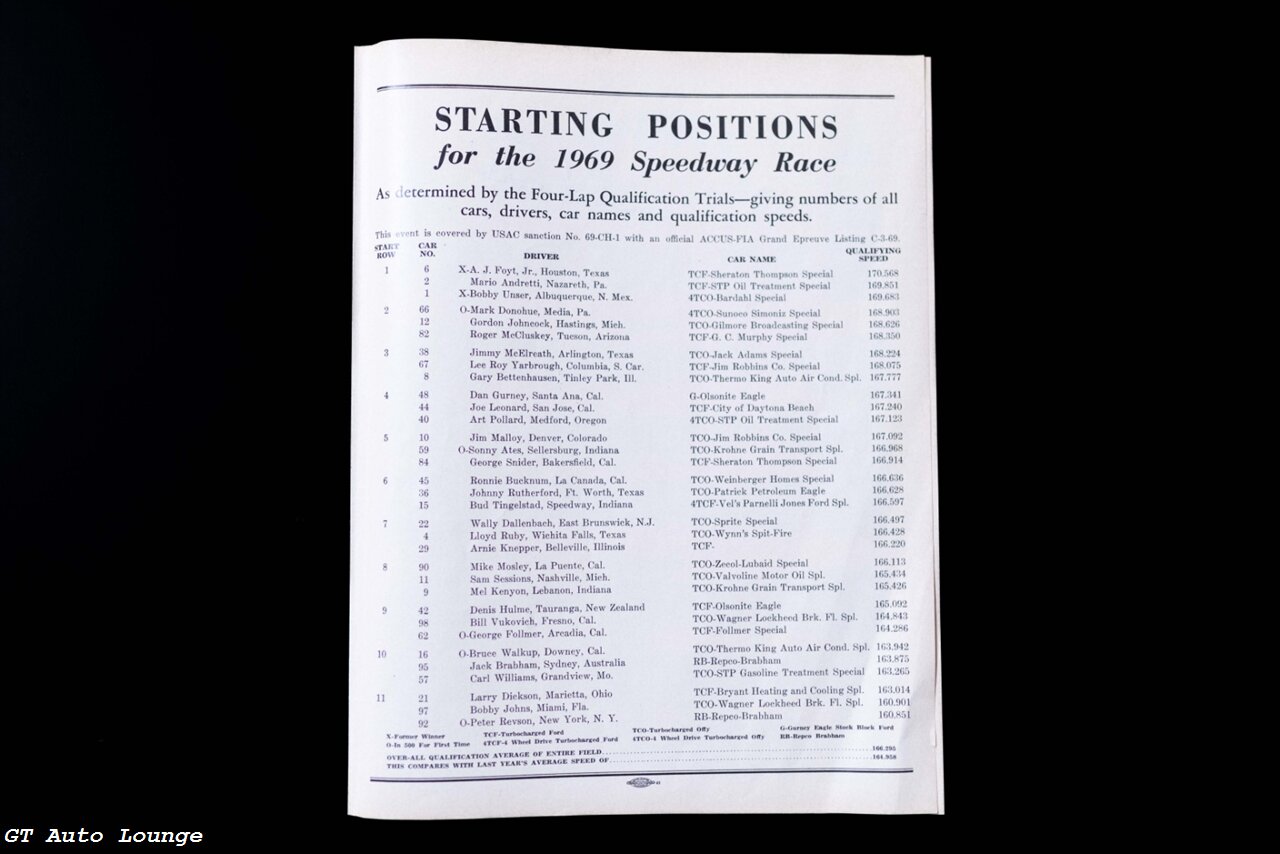 STARTING POSITIONS
for the 1969 Speedway Race
As determined by the Four-Lap Qualification Trials—giving numbers of all
cars, drivers, car names and qualification speeds.
This event is covered by USAC sanction No. 69-CH-1 with an official ACCUS-FIA Grand Epreuve Listing C-3-69.
START ROW CAR NO. DRIVER CAR NAME QUALIFYING SPEED
1 6 X-A. J. Foyt, Jr., Houston, Texas TCF-Sheraton Thompson Special 170.568
2 Mario Andretti, Nazareth, Pa. TCF-STP Oil Treatment Special 169.851
1 X-Bobby Unser, Albuquerque, N. Mex. 4TCO-Bardahl Special 169.683
2 66 O-Mark Donohue, Media, Pa. 4TCO-Sunoco Simoniz Special 168.903
12 Gordon Johncock, Hastings, Mich. TCO-Gilmore Broadcasting Special 168.626
82 Roger McCluskey, Tucson, Arizona TCF-G. C. Murphy Special 168.350
3 38 Jimmy McElreath, Arlington, Texas TCO-Jack Adams Special 168.224
67 Lee Roy Yarbrough, Columbia, S. Car. TCF-Jim Robbins Co. Special 168.075
8 Gary Bettenhausen, Tinley Park, Ill. TCO-Thermo King Auto Air Cond. Spl. 167.777
4 48 Dan Gurney, Santa Ana, Cal. G-Olsonite Eagle 167.341
44 Joe Leonard, San Jose, Cal. TCF-City of Daytona Beach 167.240
40 Art Pollard, Medford, Oregon 4TCO-STP Oil Treatment Special 167.123
5 10 Jim Malloy, Denver, Colorado TCO-Jim Robbins Co. Special 167.092
59 O-Sonny Ates, Sellersburg, Indiana TCO-Krohne Grain Transport Spl. 166.968
84 George Snider, Bakersfield, Cal. TCF-Sheraton Thompson Special 166.914
6 45 Ronnie Bucknum, La Canada, Cal. TCO-Weinberger Homes Special 166.636
36 Johnny Rutherford, Ft. Worth, Texas TCO-Patrick Petroleum Eagle 166.628
15 Bud Tingelstad, Speedway, Indiana 4TCF-Vel's Parnelli Jones Ford Spl. 166.597
7 22 Wally Dallenbach, East Brunswick, N.J. TCO-Sprite Special 166.497
4 Lloyd Ruby, Wichita Falls, Texas TCO-Wynn's Spit-Fire 166.428
29 Arnie Knepper, Belleville, Illinois TCF- 166.220
8 90 Mike Mosley, La Puente, Cal. TCO-Zecol-Lubaid Special 166.113
11 Sam Sessions, Nashville, Mich. TCO-Valvoline Motor Oil Spl. 165.434
9 Mel Kenyon, Lebanon, Indiana TCO-Krohne Grain Transport Spl. 165.426
9 42 Denis Hulme, Tauranga, New Zealand TCF-Olsonite Eagle 165.092
98 Bill Vukovich, Fresno, Cal. TCO-Wagner Lockheed Brk. Fl. Spl. 164.843
62 O-George Follmer, Arcadia, Cal. TCF-Follmer Special 164.286
10 16 O-Bruce Walkup, Downey, Cal. TCO-Thermo King Auto Air Cond. Spl. 163.942
95 Jack Brabham, Sydney, Australia RB-Repco-Brabham 163.875
57 Carl Williams, Grandview, Mo. TCO-STP Gasoline Treatment Special 163.265
11 21 Larry Dickson, Marietta, Ohio TCF-Bryant Heating and Cooling Spl. 163.014
97 Bobby Johns, Miami, Fla. TCO-Wagner Lockheed Brk. Fl. Spl. 160.901
92 O-Peter Revson, New York, N. Y. RB-Repco-Brabham 160.851
X-Former Winner TCF-Turbocharged Ford TCO-Turbocharged Offy G-Gurney Eagle Stock Block Ford
O-In 500 For First Time 4TCF-4 Wheel Drive Turbocharged Ford 4TCO-4 Wheel Drive Turbocharged Offy RB-Repco Brabham
OVER-ALL QUALIFICATION AVERAGE OF ENTIRE FIELD 166.295
THIS COMPARES WITH LAST YEAR'S AVERAGE SPEED OF 164.958
GT Auto Lounge